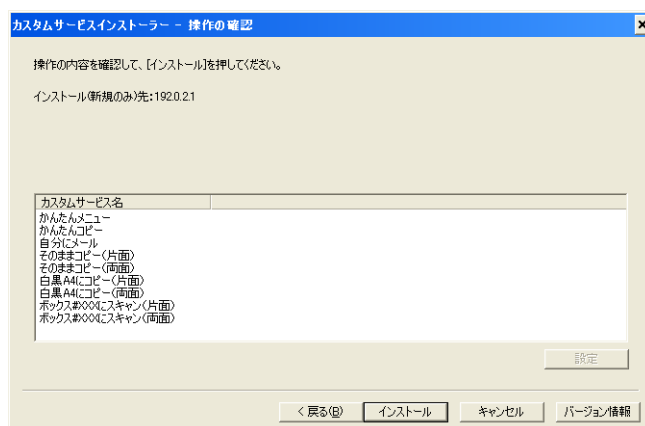 カスタムサービスインストーラー - 操作の確認
操作の内容を確認して、[インストール]を押してください。
インストール(新規のみ)先:192.0.2.1
カスタムサービス名
かんたんメニュー
かんたんコピー
自分にメール
そのままコピー(片面)
そのままコピー(両面)
白黒A4にコピー(片面)
白黒A4にコピー(両面)
ボックス#XXXにスキャン(片面)
ボックス#XXXにスキャン(両面)
設定
< 戻る(B) インストール キャンセル バージョン情報